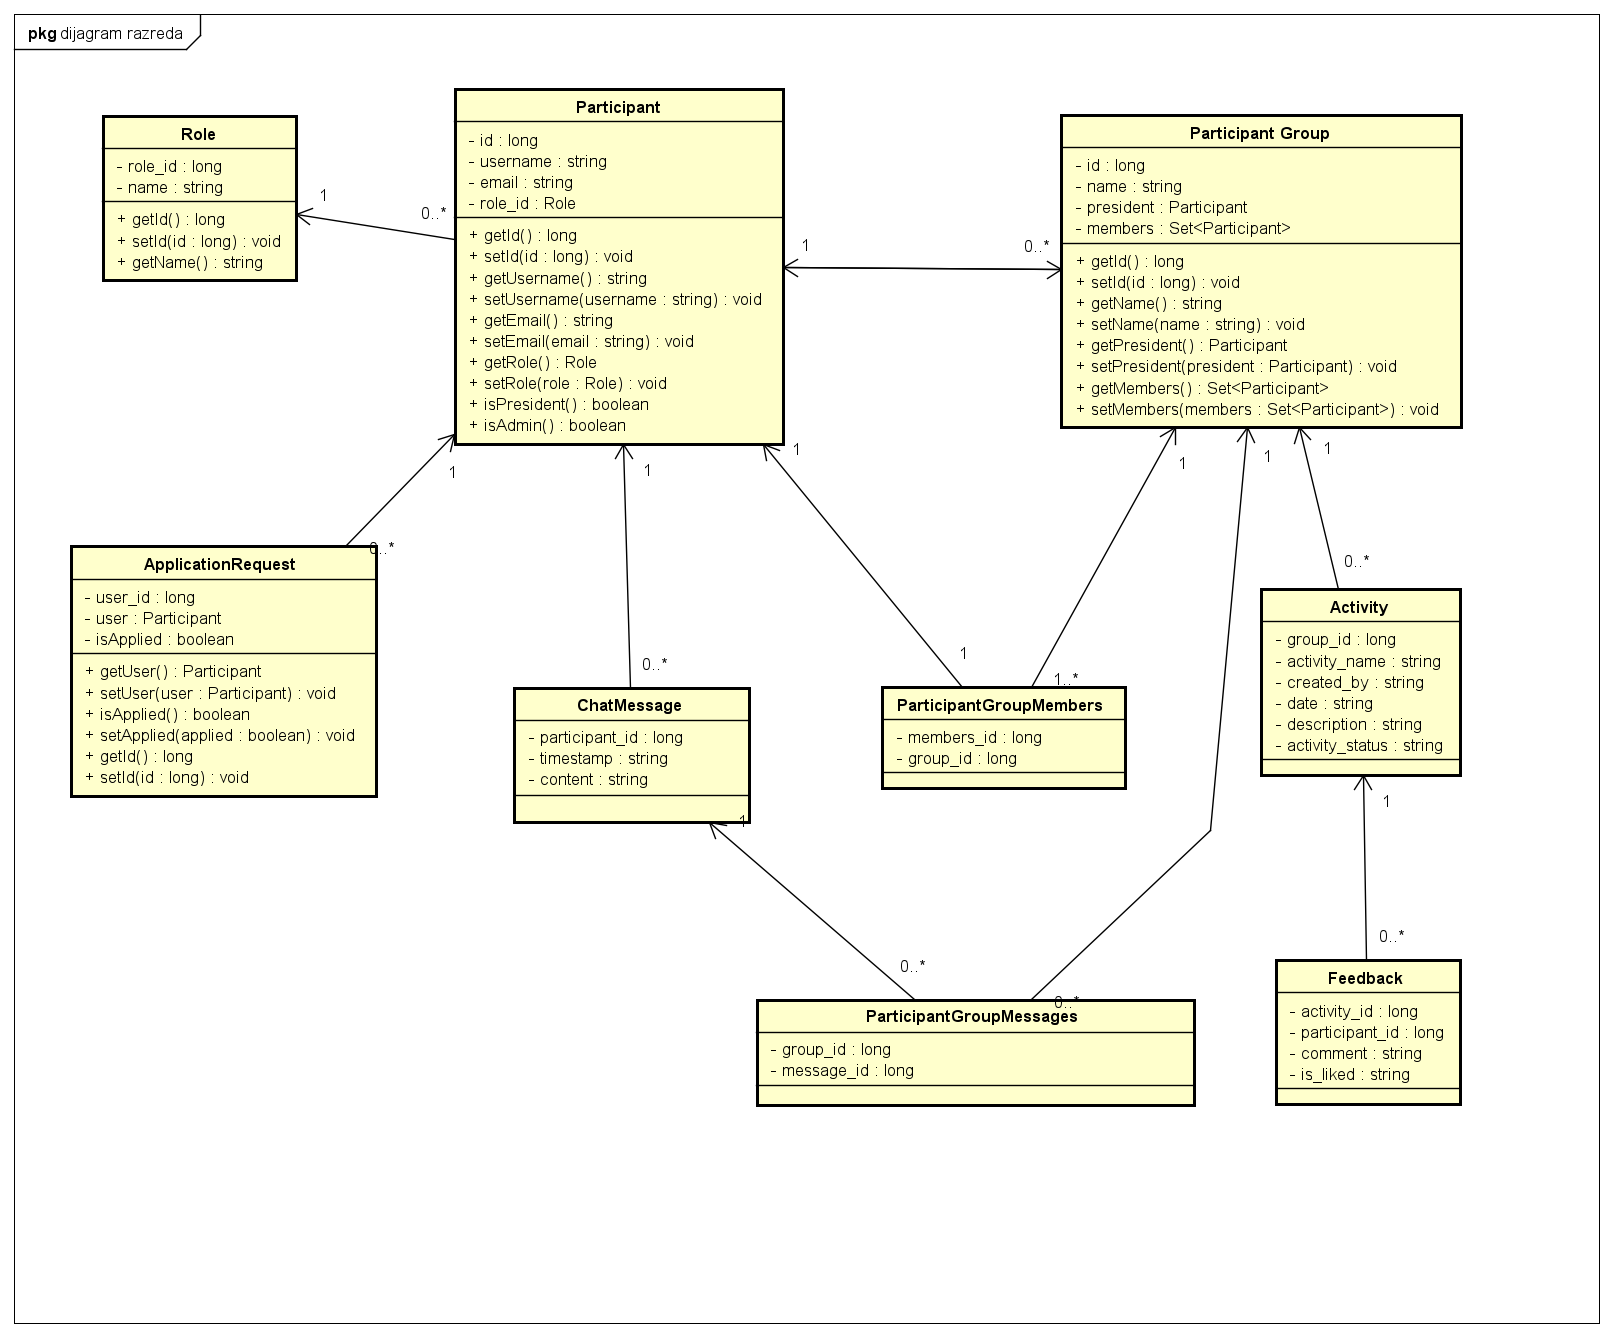 pkg dijagram razreda
Role
- role_id : long
- name : string
+ getId() : long
+ setId(id : long) : void
+ getName() : string
1
0..*
Participant
- id : long
- username : string
- email : string
- role_id : Role
+ getId() : long
+ setId(id : long) : void
+ getUsername() : string
+ setUsername(username : string) : void
+ getEmail() : string
+ setEmail(email : string) : void
+ getRole() : Role
+ setRole(role : Role) : void
+ isPresident() : boolean
+ isAdmin() : boolean
1
0..*
Participant Group
- id : long
- name : string
- president : Participant
- members : Set<Participant>
+ getId() : long
+ setId(id : long) : void
+ getName() : string
+ setName(name : string) : void
+ getPresident() : Participant
+ setPresident(president : Participant) : void
+ getMembers() : Set<Participant>
+ setMembers(members : Set<Participant>) : void
1
1
1
1
1
1
0..*
ApplicationRequest
- user_id : long
- user : Participant
- isApplied : boolean
+ getUser() : Participant
+ setUser(user : Participant) : void
+ isApplied() : boolean
+ setApplied(applied : boolean) : void
+ getId() : long
+ setId(id : long) : void
0..*
ChatMessage
- participant_id : long
- timestamp : string
- content : string
1
1
1..*
ParticipantGroupMembers
- members_id : long
- group_id : long
0..*
Activity
- group_id : long
- activity_name : string
- created_by : string
- date : string
- description : string
- activity_status : string
1
0..*
0..*
ParticipantGroupMessages
- group_id : long
- message_id : long
0..*
Feedback
- activity_id : long
- participant_id : long
- comment : string
- is_liked : string